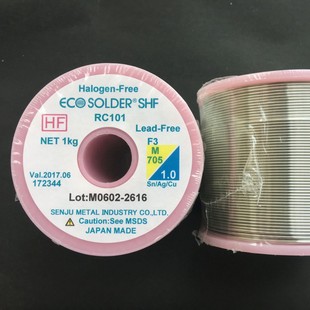 Halogen-Free
ECO SOLDER® SHF
HF
RC101
Lead-Free
NET 1kg
F3
M
705
Val.2017.06
172344
1.0
Sn/Ag/Cu
Lot:M0602-2616
SENJU METAL INDUSTRY CO.,LTD.
Caution:See MSDS
JAPAN MADE